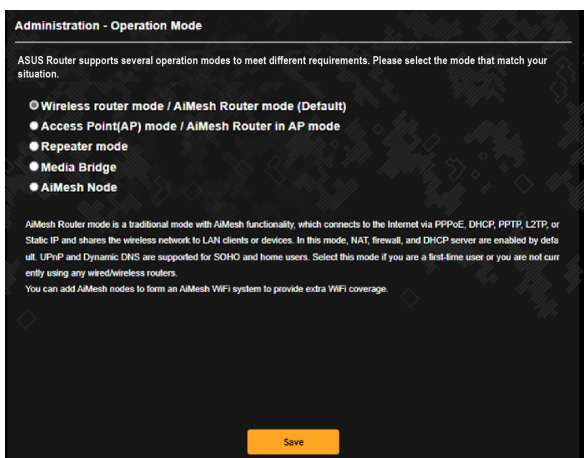 Administration - Operation Mode
ASUS Router supports several operation modes to meet different requirements. Please select the mode that match your
situation.
Wireless router mode / AiMesh Router mode (Default)
Access Point(AP) mode / AiMesh Router in AP mode
Repeater mode
Media Bridge
AiMesh Node
AiMesh Router mode is a traditional mode with AiMesh functionality, which connects to the Internet via PPPoE, DHCP, PPTP, L2TP, or
Static IP and shares the wireless network to LAN clients or devices. In this mode, NAT, firewall, and DHCP server are enabled by defa
ult. UPnP and Dynamic DNS are supported for SOHO and home users. Select this mode if you are a first-time user or you are not curr
ently using any wired/wireless routers.
You can add AiMesh nodes to form an AiMesh WiFi system to provide extra WiFi coverage.
Save